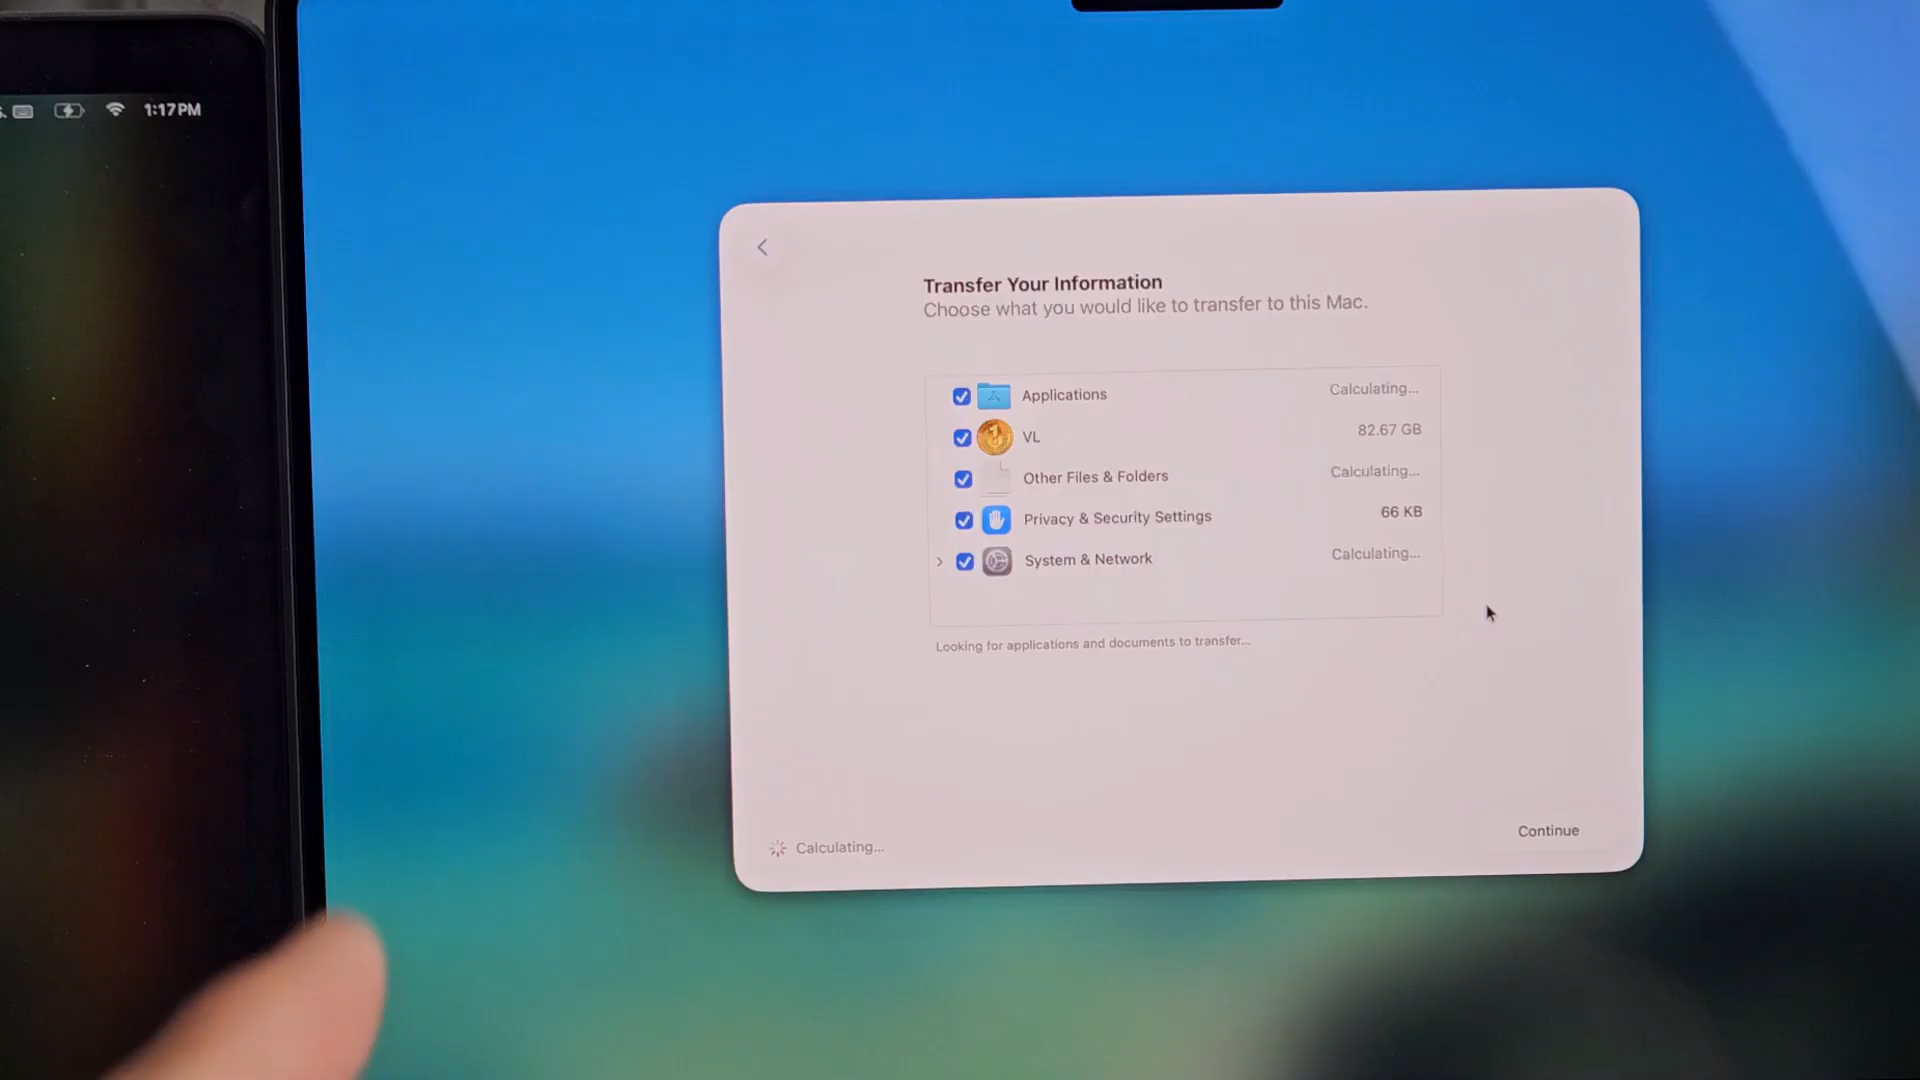 1:17 PM
Transfer Your Information
Choose what you would like to transfer to this Mac.
Applications Calculating...
VL 82.67 GB
Other Files & Folders Calculating...
Privacy & Security Settings 66 KB
System & Network Calculating...
Looking for applications and documents to transfer...
Calculating...
Continue